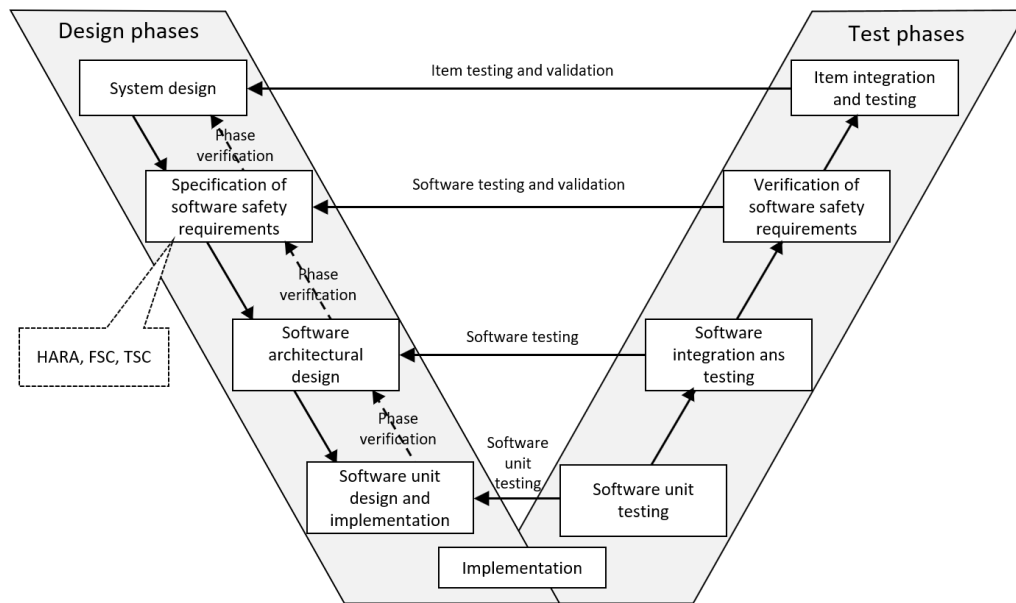 Design phases
Test phases
System design
Item testing and validation
Item integration
and testing
Phase
verification
Specification of
software safety
requirements
Software testing and validation
Verification of
software safety
requirements
Phase
verification
HARA, FSC, TSC
Software
architectural
design
Software testing
Software
integration ans
testing
Phase
verification
Software
unit
testing
Software unit
design and
implementation
Software unit
testing
Implementation